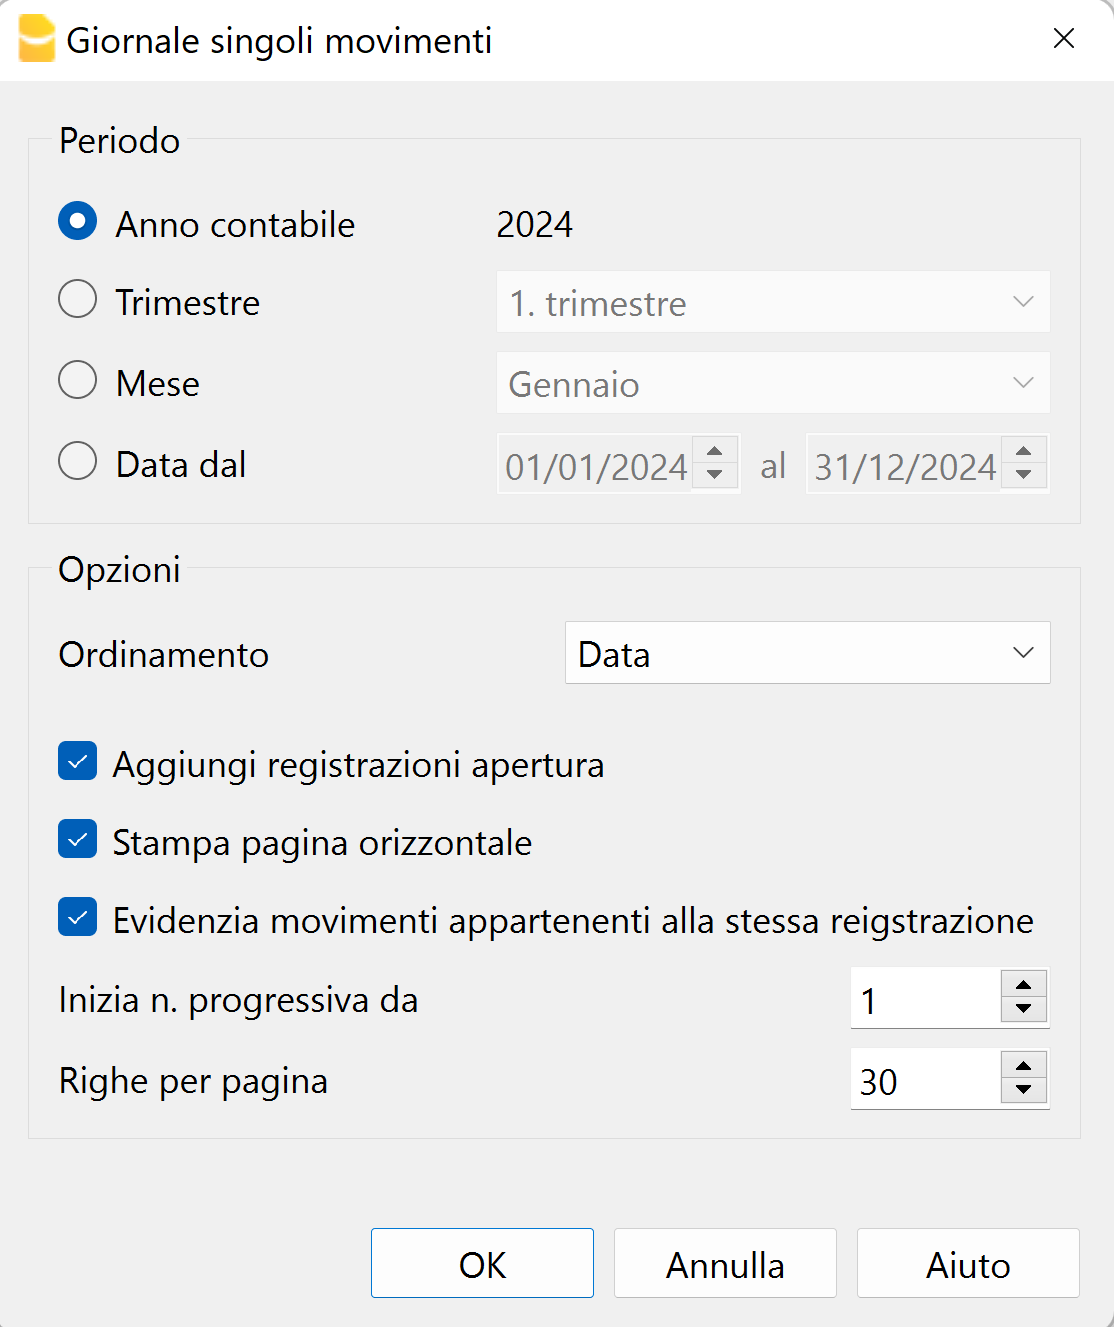 Giornale singoli movimenti
Periodo
Anno contabile 2024
Trimestre 1. trimestre
Mese Gennaio
Data dal 01/01/2024 al 31/12/2024
Opzioni
Ordinamento Data
Aggiungi registrazioni apertura
Stampa pagina orizzontale
Evidenzia movimenti appartenenti alla stessa reigstrazione
Inizia n. progressiva da 1
Righe per pagina 30
OK Annulla Aiuto